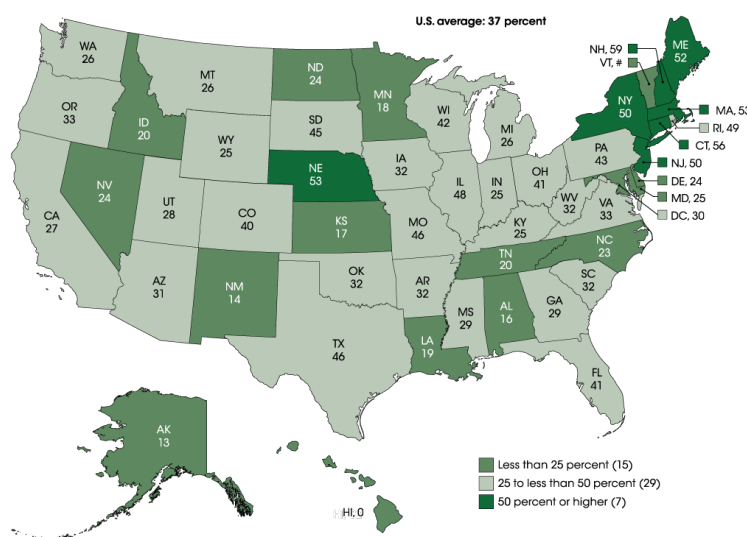 U.S. average: 37 percent
WA
26
OR
33
CA
27
ID
20
NV
24
MT
26
WY
25
UT
28
AZ
31
CO
40
NM
14
ND
24
SD
45
NE
53
KS
17
OK
32
TX
46
MN
18
IA
32
MO
46
AR
32
LA
19
WI
42
IL
48
MI
26
IN
25
OH
41
KY
25
TN
20
MS
29
AL
16
GA
29
FL
41
SC
32
NC
23
VA
33
WV
32
PA
43
NY
50
ME
52
NH, 59
VT, #
MA, 53
RI, 49
CT, 56
NJ, 50
DE, 24
MD, 25
DC, 30
AK
13
HI, 0
Less than 25 percent (15)
25 to less than 50 percent (29)
50 percent or higher (7)